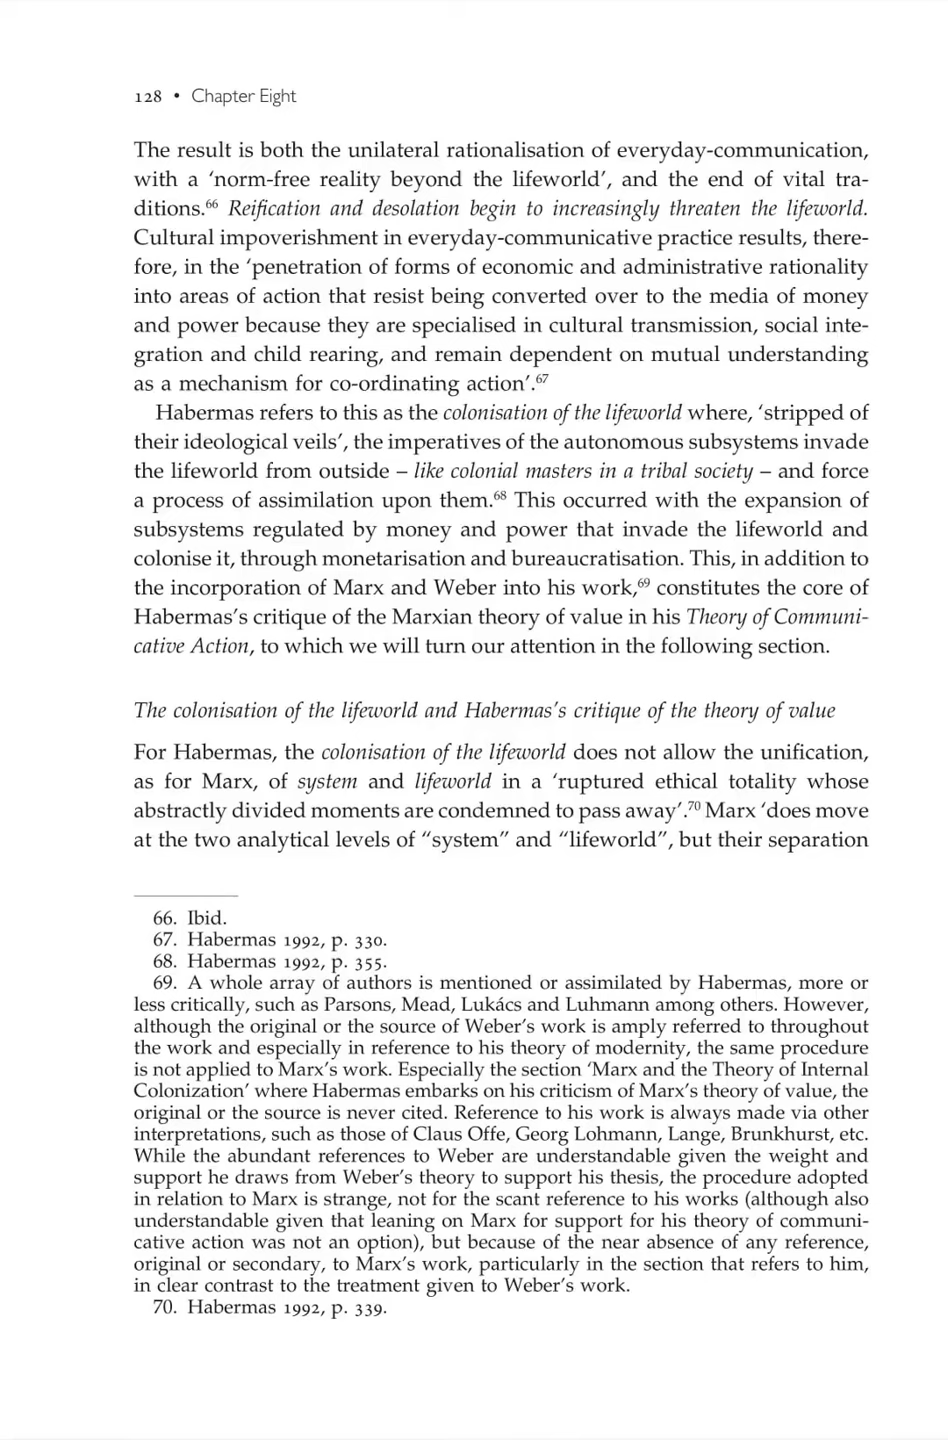 128 • Chapter Eight
The result is both the unilateral rationalisation of everyday-communication,
with a ‘norm-free reality beyond the lifeworld’, and the end of vital tra-
ditions.66 Reification and desolation begin to increasingly threaten the lifeworld.
Cultural impoverishment in everyday-communicative practice results, there-
fore, in the ‘penetration of forms of economic and administrative rationality
into areas of action that resist being converted over to the media of money
and power because they are specialised in cultural transmission, social inte-
gration and child rearing, and remain dependent on mutual understanding
as a mechanism for co-ordinating action’.67
Habermas refers to this as the colonisation of the lifeworld where, ‘stripped of
their ideological veils’, the imperatives of the autonomous subsystems invade
the lifeworld from outside – like colonial masters in a tribal society – and force
a process of assimilation upon them.68 This occurred with the expansion of
subsystems regulated by money and power that invade the lifeworld and
colonise it, through monetarisation and bureaucratisation. This, in addition to
the incorporation of Marx and Weber into his work,69 constitutes the core of
Habermas’s critique of the Marxian theory of value in his Theory of Communi-
cative Action, to which we will turn our attention in the following section.
The colonisation of the lifeworld and Habermas’s critique of the theory of value
For Habermas, the colonisation of the lifeworld does not allow the unification,
as for Marx, of system and lifeworld in a ‘ruptured ethical totality whose
abstractly divided moments are condemned to pass away’.70 Marx ‘does move
at the two analytical levels of “system” and “lifeworld”, but their separation
66. Ibid.
67. Habermas 1992, p. 330.
68. Habermas 1992, p. 355.
69. A whole array of authors is mentioned or assimilated by Habermas, more or
less critically, such as Parsons, Mead, Lukács and Luhmann among others. However,
although the original or the source of Weber’s work is amply referred to throughout
the work and especially in reference to his theory of modernity, the same procedure
is not applied to Marx’s work. Especially the section ‘Marx and the Theory of Internal
Colonization’ where Habermas embarks on his criticism of Marx’s theory of value, the
original or the source is never cited. Reference to his work is always made via other
interpretations, such as those of Claus Offe, Georg Lohmann, Lange, Brunkhurst, etc.
While the abundant references to Weber are understandable given the weight and
support he draws from Weber’s theory to support his thesis, the procedure adopted
in relation to Marx is strange, not for the scant reference to his works (although also
understandable given that leaning on Marx for support for his theory of communi-
cative action was not an option), but because of the near absence of any reference,
original or secondary, to Marx’s work, particularly in the section that refers to him,
in clear contrast to the treatment given to Weber’s work.
70. Habermas 1992, p. 339.